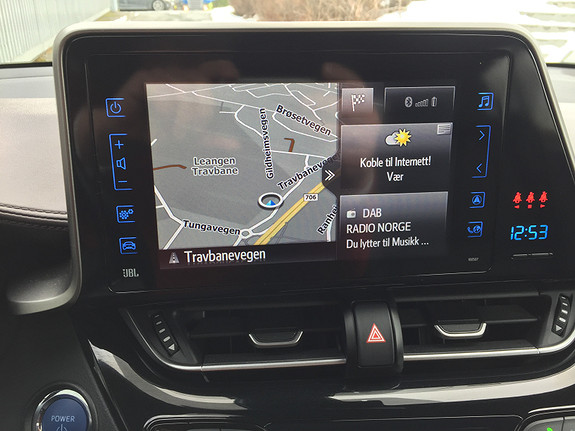 Brøsetvegen
Gildheimsvegen
Leangen
Travbane
Travbanevegen
706
Tungavegen
Travbanevegen
Koble til Internett!
Vær
DAB
RADIO NORGE
Du lytter til Musikk ...
12:53
JBL
POWER